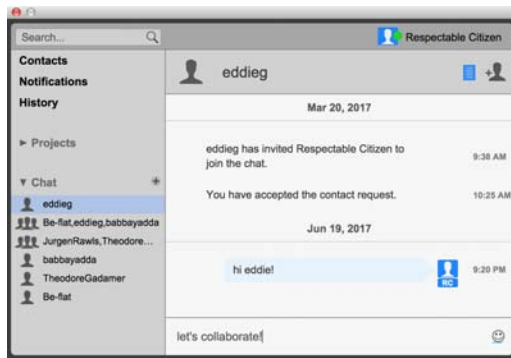 Search...
Respectable Citizen
Contacts
Notifications
History
Projects
Chat
eddieg
Be-flat,eddieg,babbayadda
JurgenRawls,Theodore...
babbayadda
TheodoreGadamer
Be-flat
eddieg
Mar 20, 2017
eddieg has invited Respectable Citizen to
join the chat.
9:38 AM
You have accepted the contact request.
10:25 AM
Jun 19, 2017
hi eddie!
RC
9:20 PM
let's collaborate!